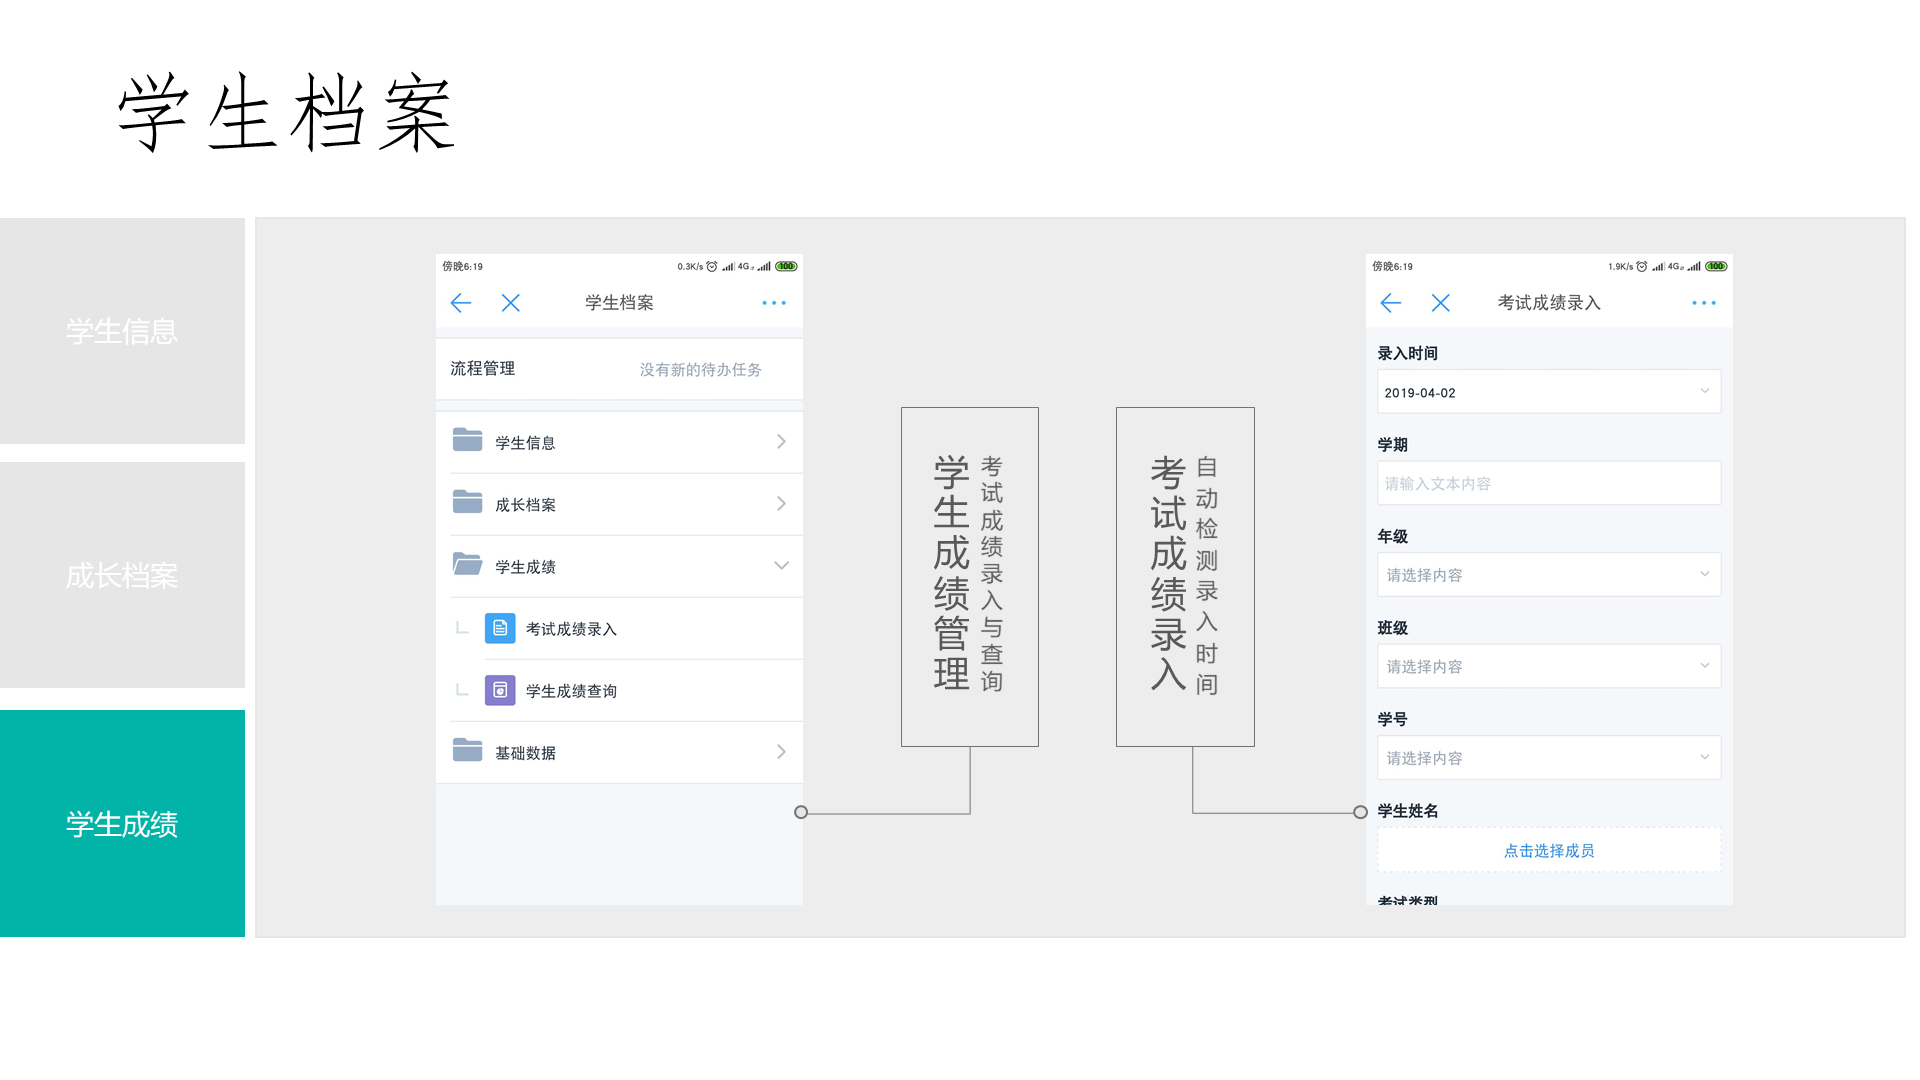 学生档案
学生信息
成长档案
学生成绩
傍晚6:19
0.3K/s 4G 100
学生档案
流程管理
没有新的待办任务
学生信息
成长档案
学生成绩
考试成绩录入
学生成绩查询
基础数据
学生成绩管理
考试成绩录入与查询
考试成绩录入
自动检测录入时间
傍晚6:19
1.9K/s 4G 100
考试成绩录入
录入时间
2019-04-02
学期
请输入文本内容
年级
请选择内容
班级
请选择内容
学号
请选择内容
学生姓名
点击选择成员
考试类型